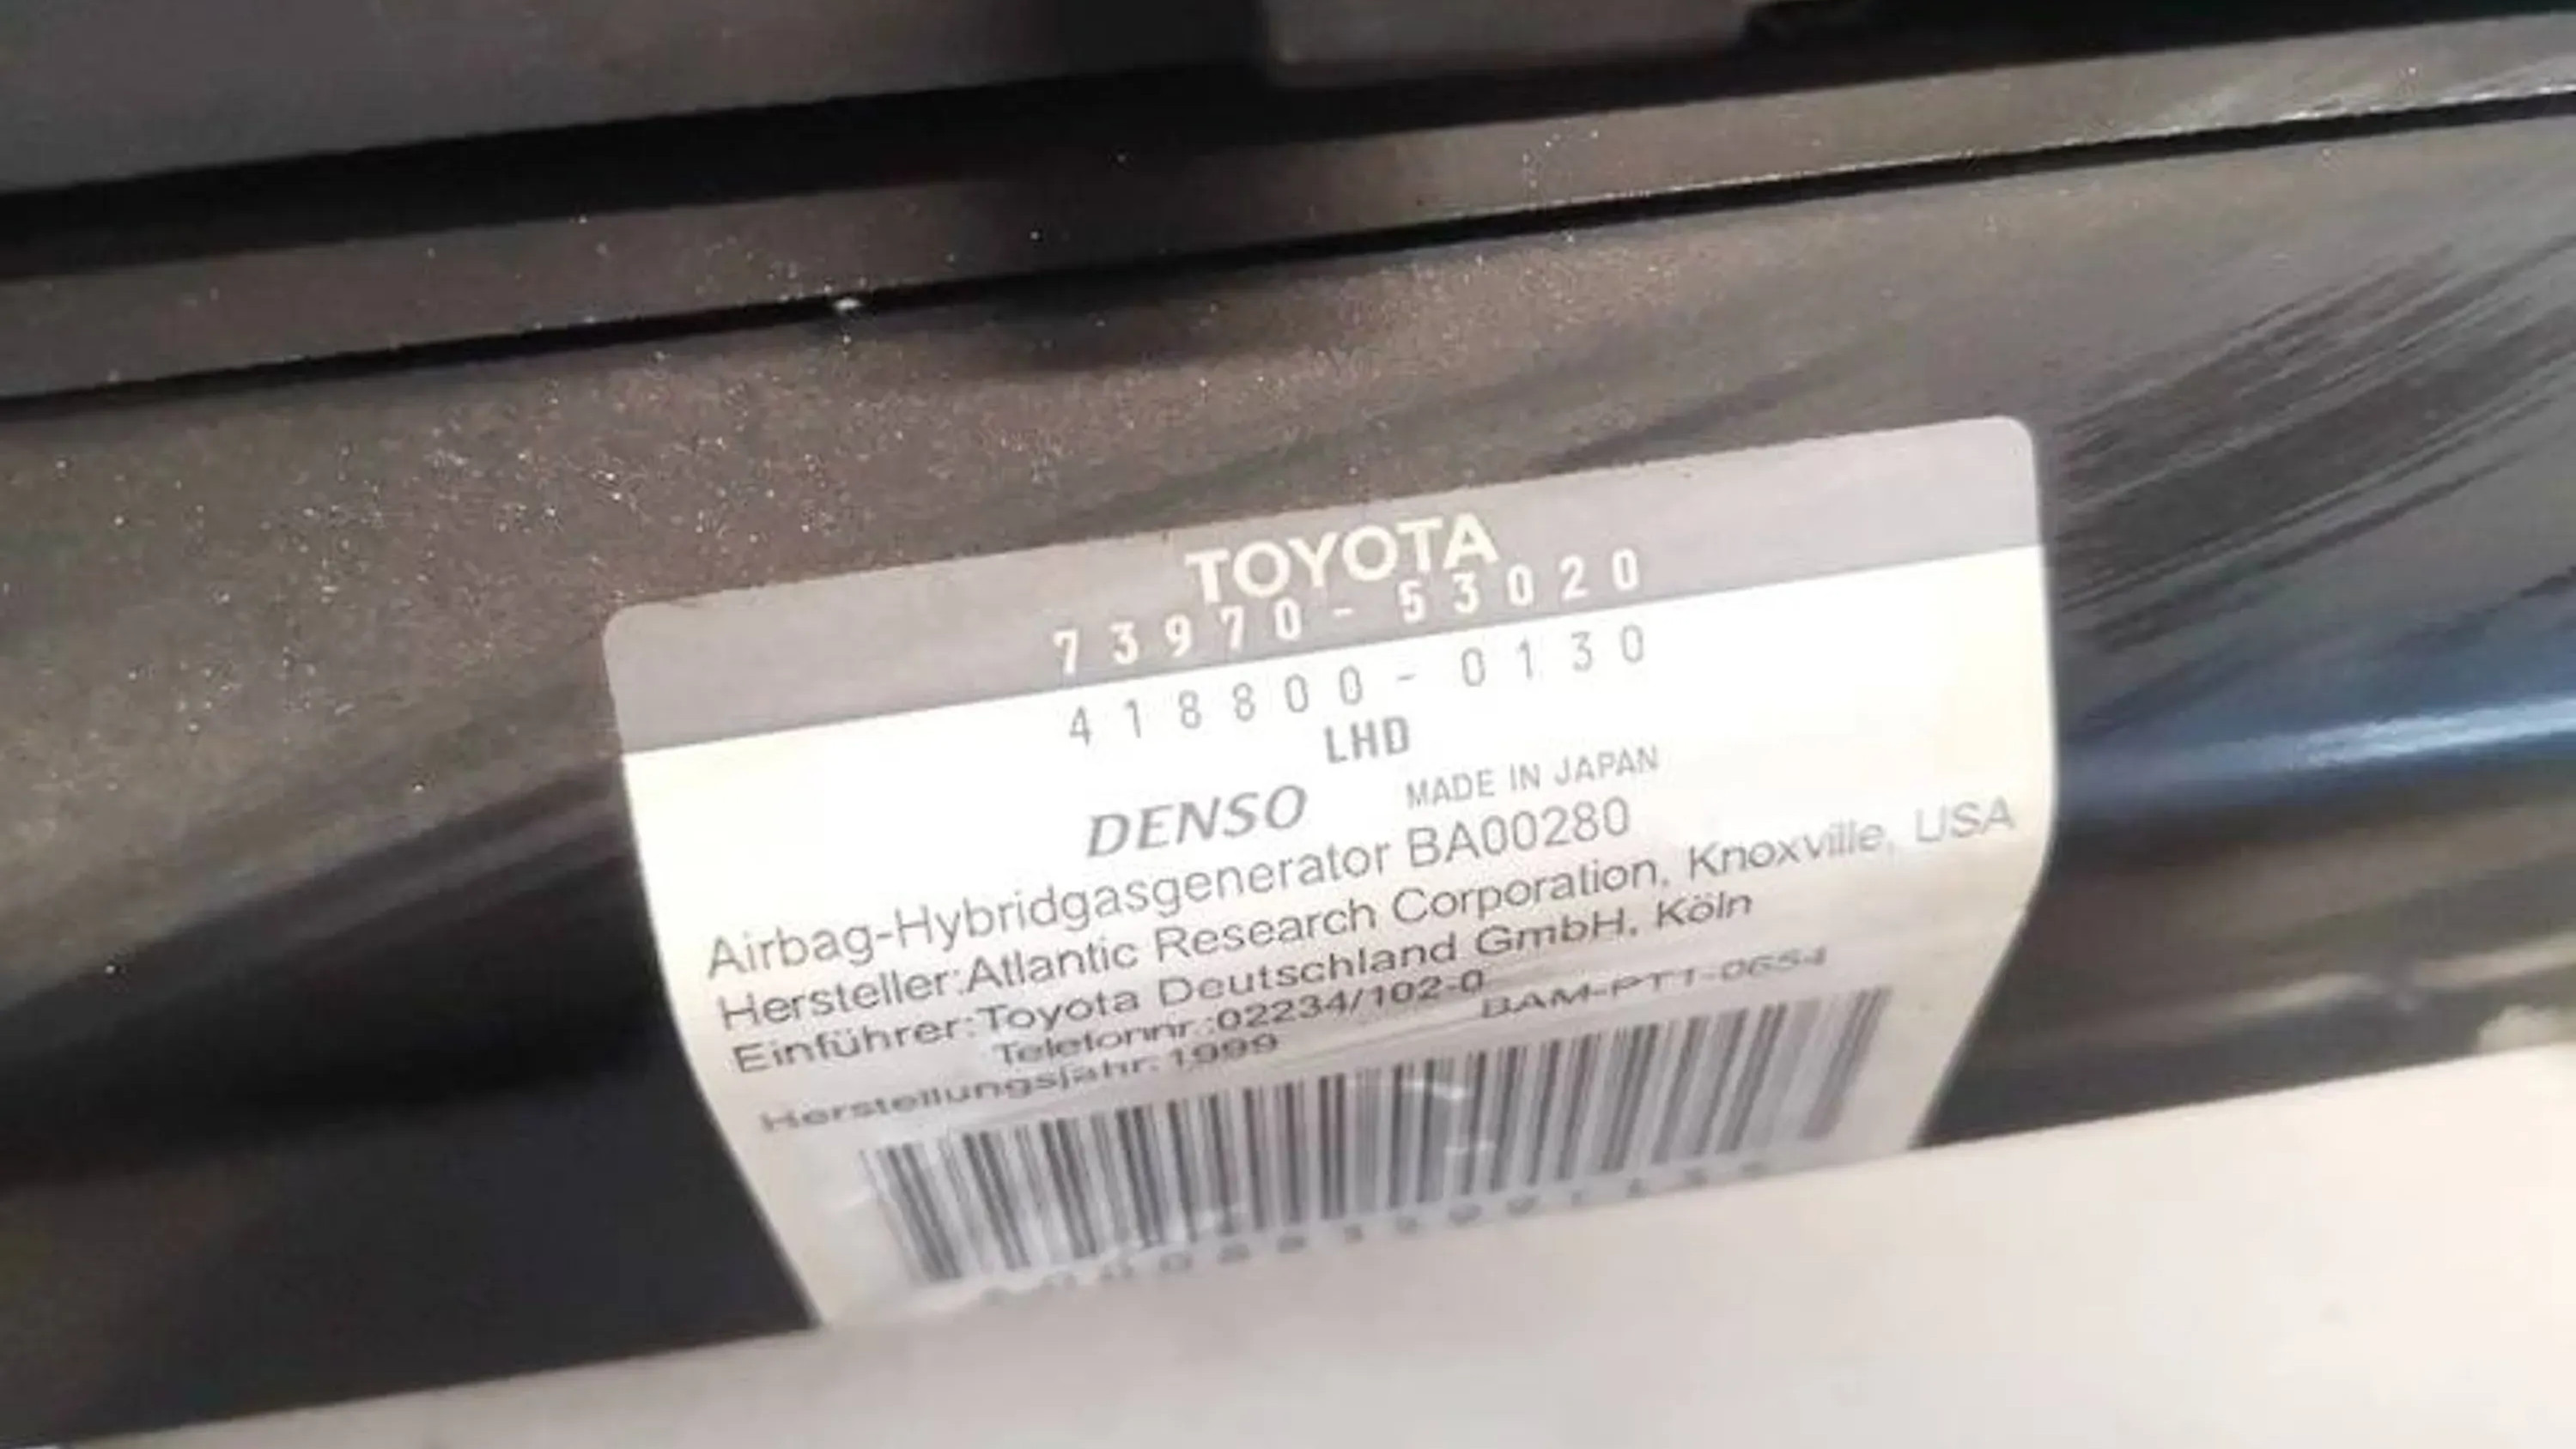 TOYOTA
73970-53020
418800-0130
LHD
DENSO MADE IN JAPAN
Airbag-Hybridgasgenerator BA00280
Hersteller:Atlantic Research Corporation, Knoxville, USA
Einführer:Toyota Deutschland GmbH, Köln
Telefonnr.:02234/102-0
Herstellungsjahr: 1999 BAM-PT1-0654